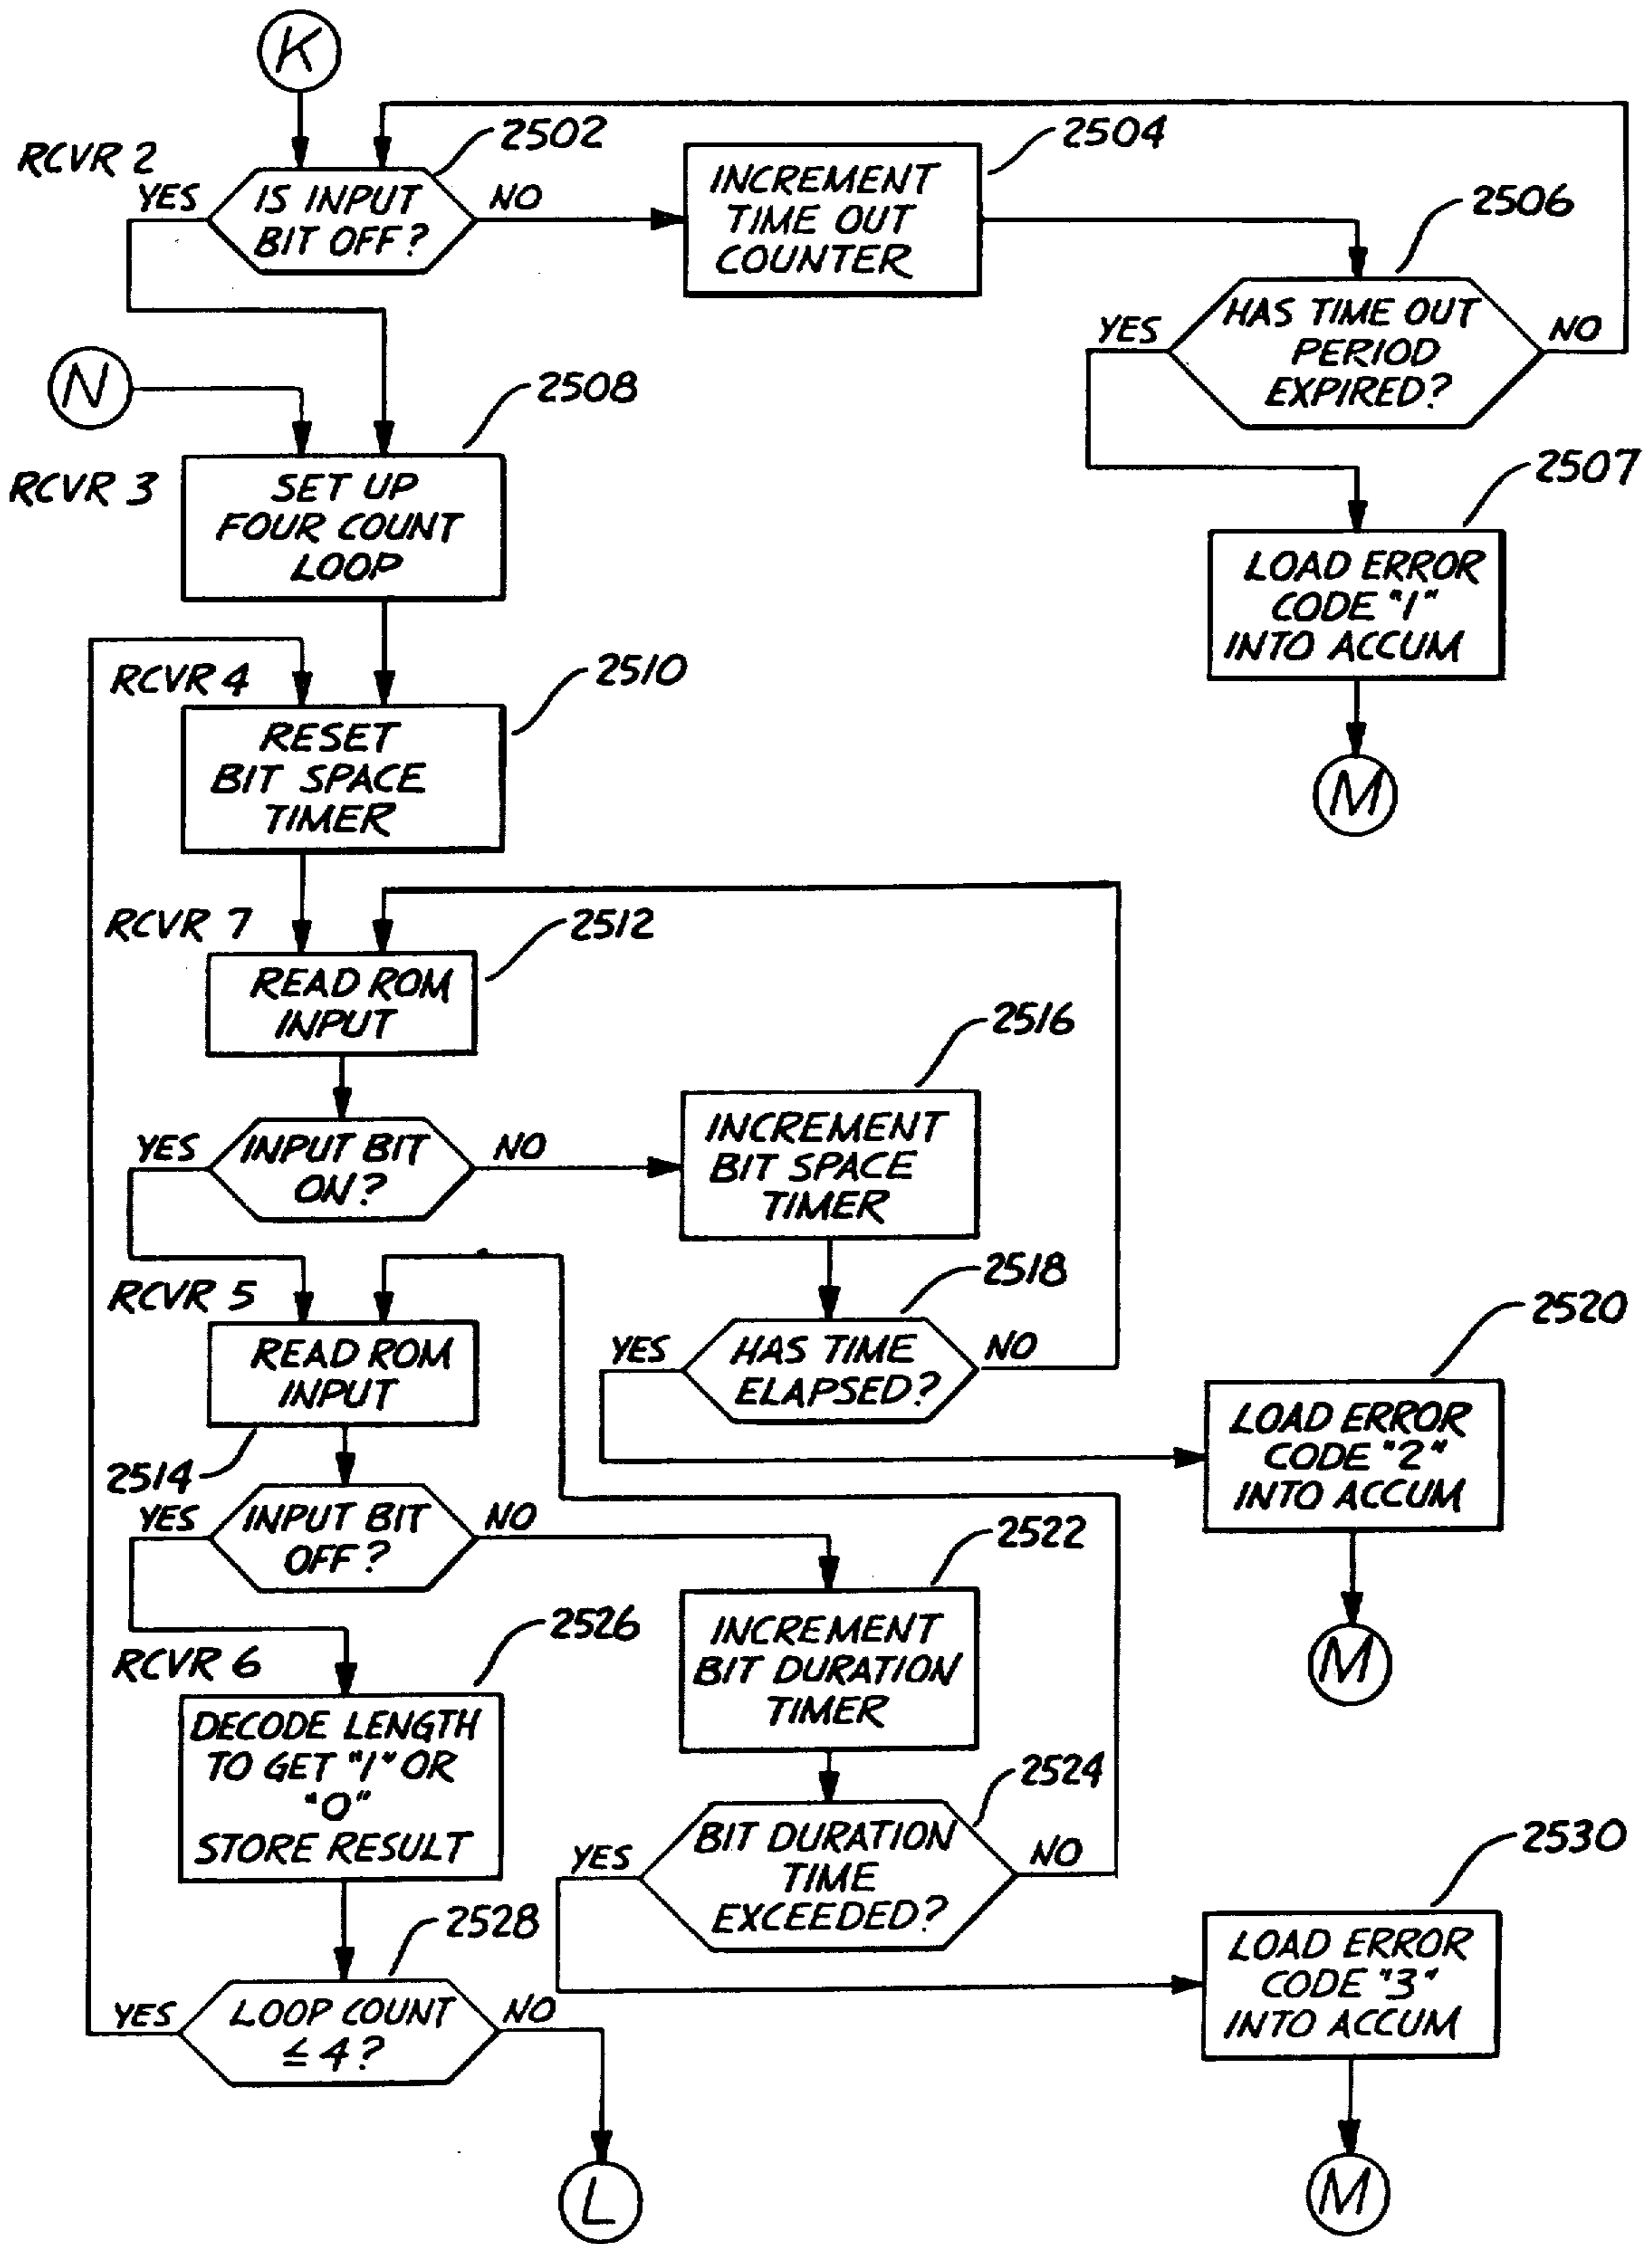 K
RCVR 2
2502
YES
IS INPUT
BIT OFF?
NO
2504
INCREMENT
TIME OUT
COUNTER
2506
HAS TIME OUT
PERIOD
EXPIRED?
YES
NO
2507
LOAD ERROR
CODE "1"
INTO ACCUM
M
N
2508
RCVR 3
SET UP
FOUR COUNT
LOOP
RCVR 4
2510
RESET
BIT SPACE
TIMER
RCVR 7
2512
READ ROM
INPUT
YES
INPUT BIT
ON?
NO
2516
INCREMENT
BIT SPACE
TIMER
2518
YES
HAS TIME
ELAPSED?
NO
2520
LOAD ERROR
CODE "2"
INTO ACCUM
M
RCVR 5
READ ROM
INPUT
2514
YES
INPUT BIT
OFF?
NO
2522
INCREMENT
BIT DURATION
TIMER
2524
YES
BIT DURATION
TIME
EXCEEDED?
NO
2530
LOAD ERROR
CODE "3"
INTO ACCUM
M
RCVR 6
2526
DECODE LENGTH
TO GET "1" OR
"0"
STORE RESULT
2528
YES
LOOP COUNT
≤ 4?
NO
L